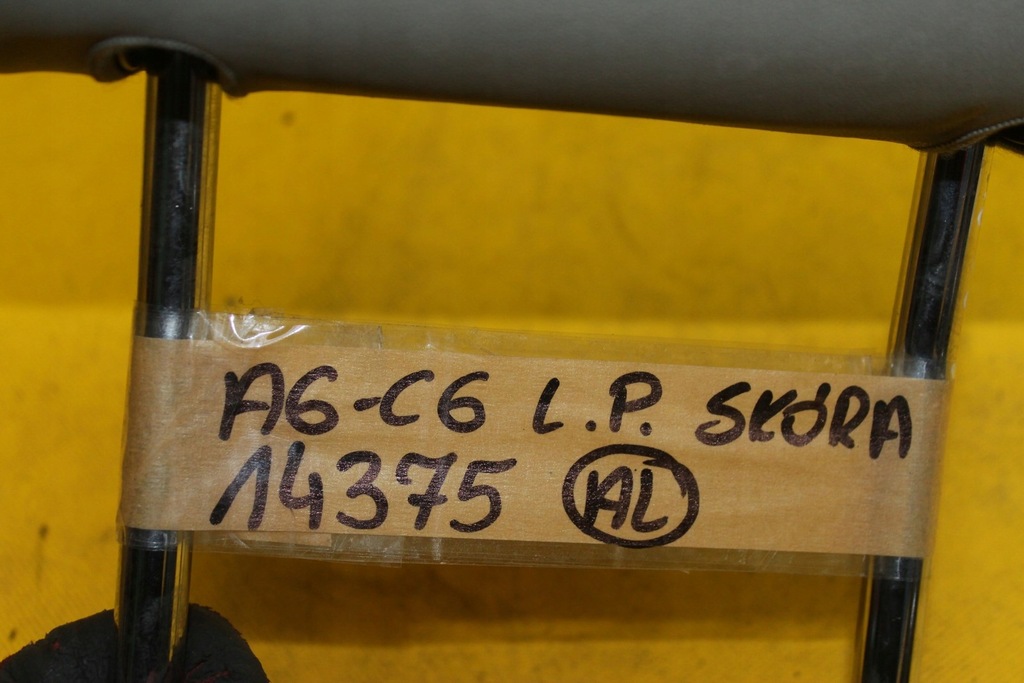 A6-C6 L.P. SKÓRA
14375 AL